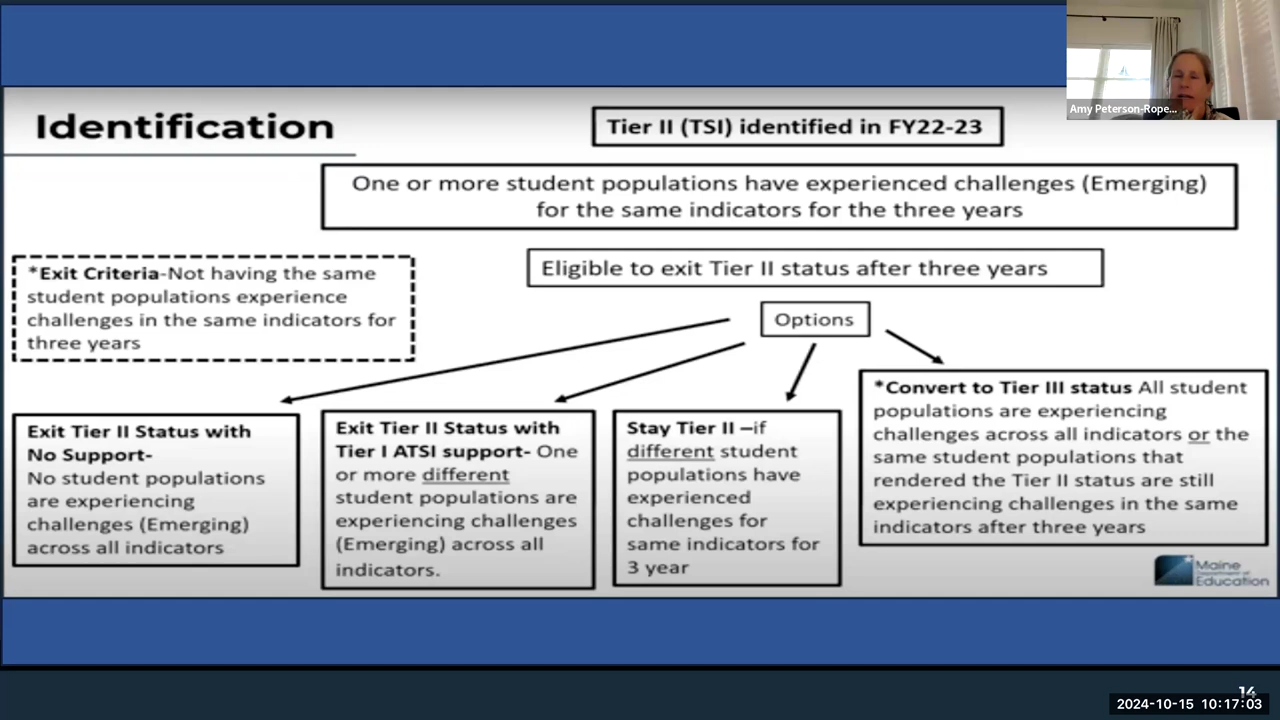 Amy Peterson-Rope...
Identification
Tier II (TSI) identified in FY22-23
One or more student populations have experienced challenges (Emerging)
for the same indicators for the three years
*Exit Criteria-Not having the same
student populations experience
challenges in the same indicators for
three years
Eligible to exit Tier II status after three years
Options
Exit Tier II Status with
No Support-
No student populations
are experiencing
challenges (Emerging)
across all indicators
Exit Tier II Status with
Tier I ATSI support- One
or more different
student populations are
experiencing challenges
(Emerging) across all
indicators.
Stay Tier II –if
different student
populations have
experienced
challenges for
same indicators for
3 year
*Convert to Tier III status All student
populations are experiencing
challenges across all indicators or the
same student populations that
rendered the Tier II status are still
experiencing challenges in the same
indicators after three years
Maine
Department of
Education
14
2024-10-15 10:17:03